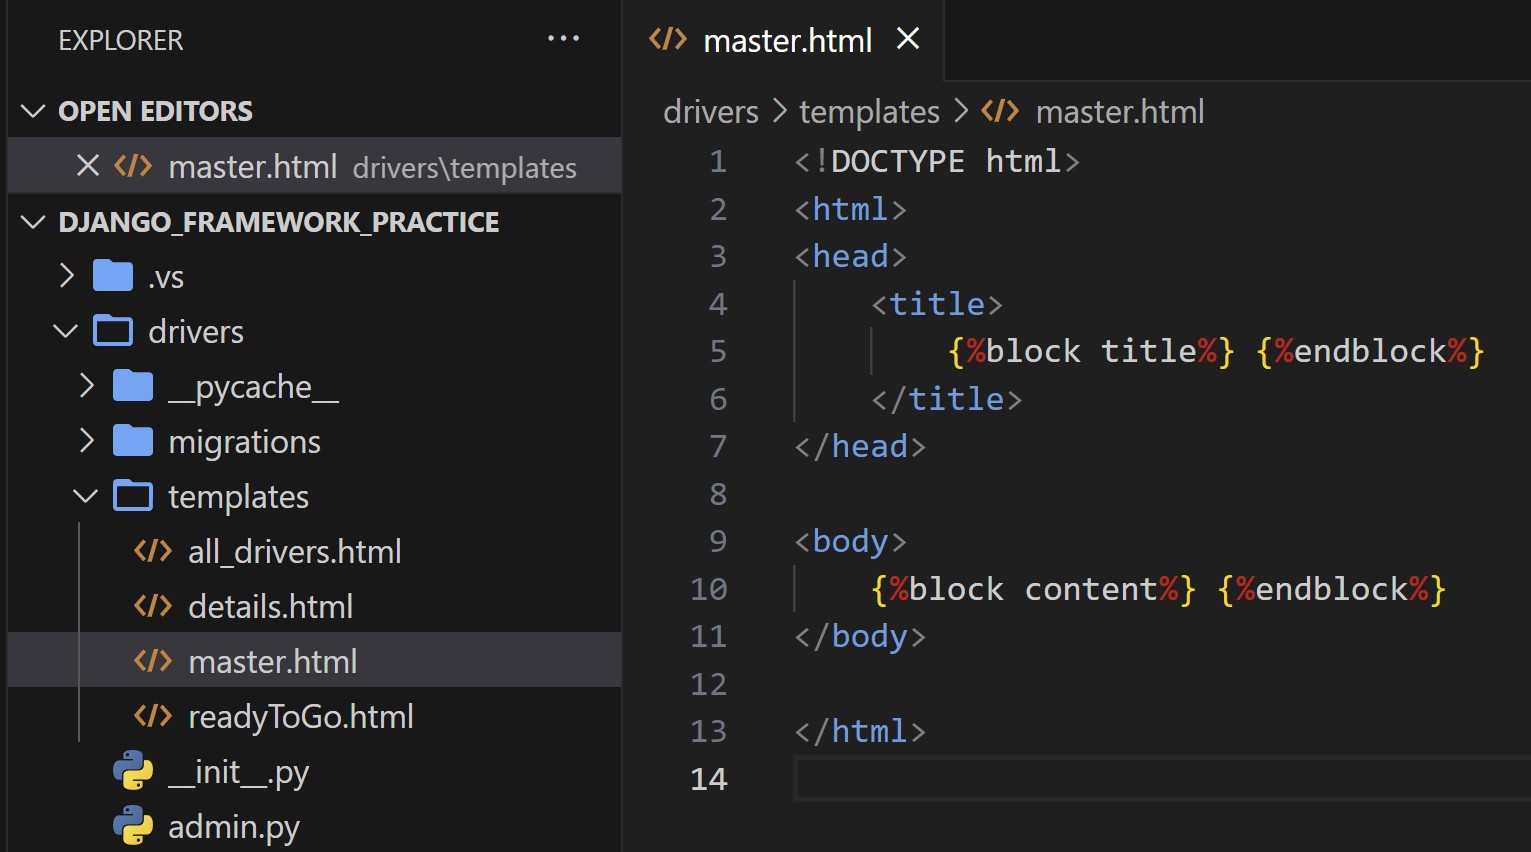 EXPLORER
OPEN EDITORS
master.html drivers\templates
DJANGO_FRAMEWORK_PRACTICE
.vs
drivers
__pycache__
migrations
templates
all_drivers.html
details.html
master.html
readyToGo.html
__init__.py
admin.py
master.html
drivers > templates > master.html
1 <!DOCTYPE html>
2 <html>
3 <head>
4     <title>
5         {%block title%} {%endblock%}
6     </title>
7 </head>
8
9 <body>
10     {%block content%} {%endblock%}
11 </body>
12
13 </html>
14